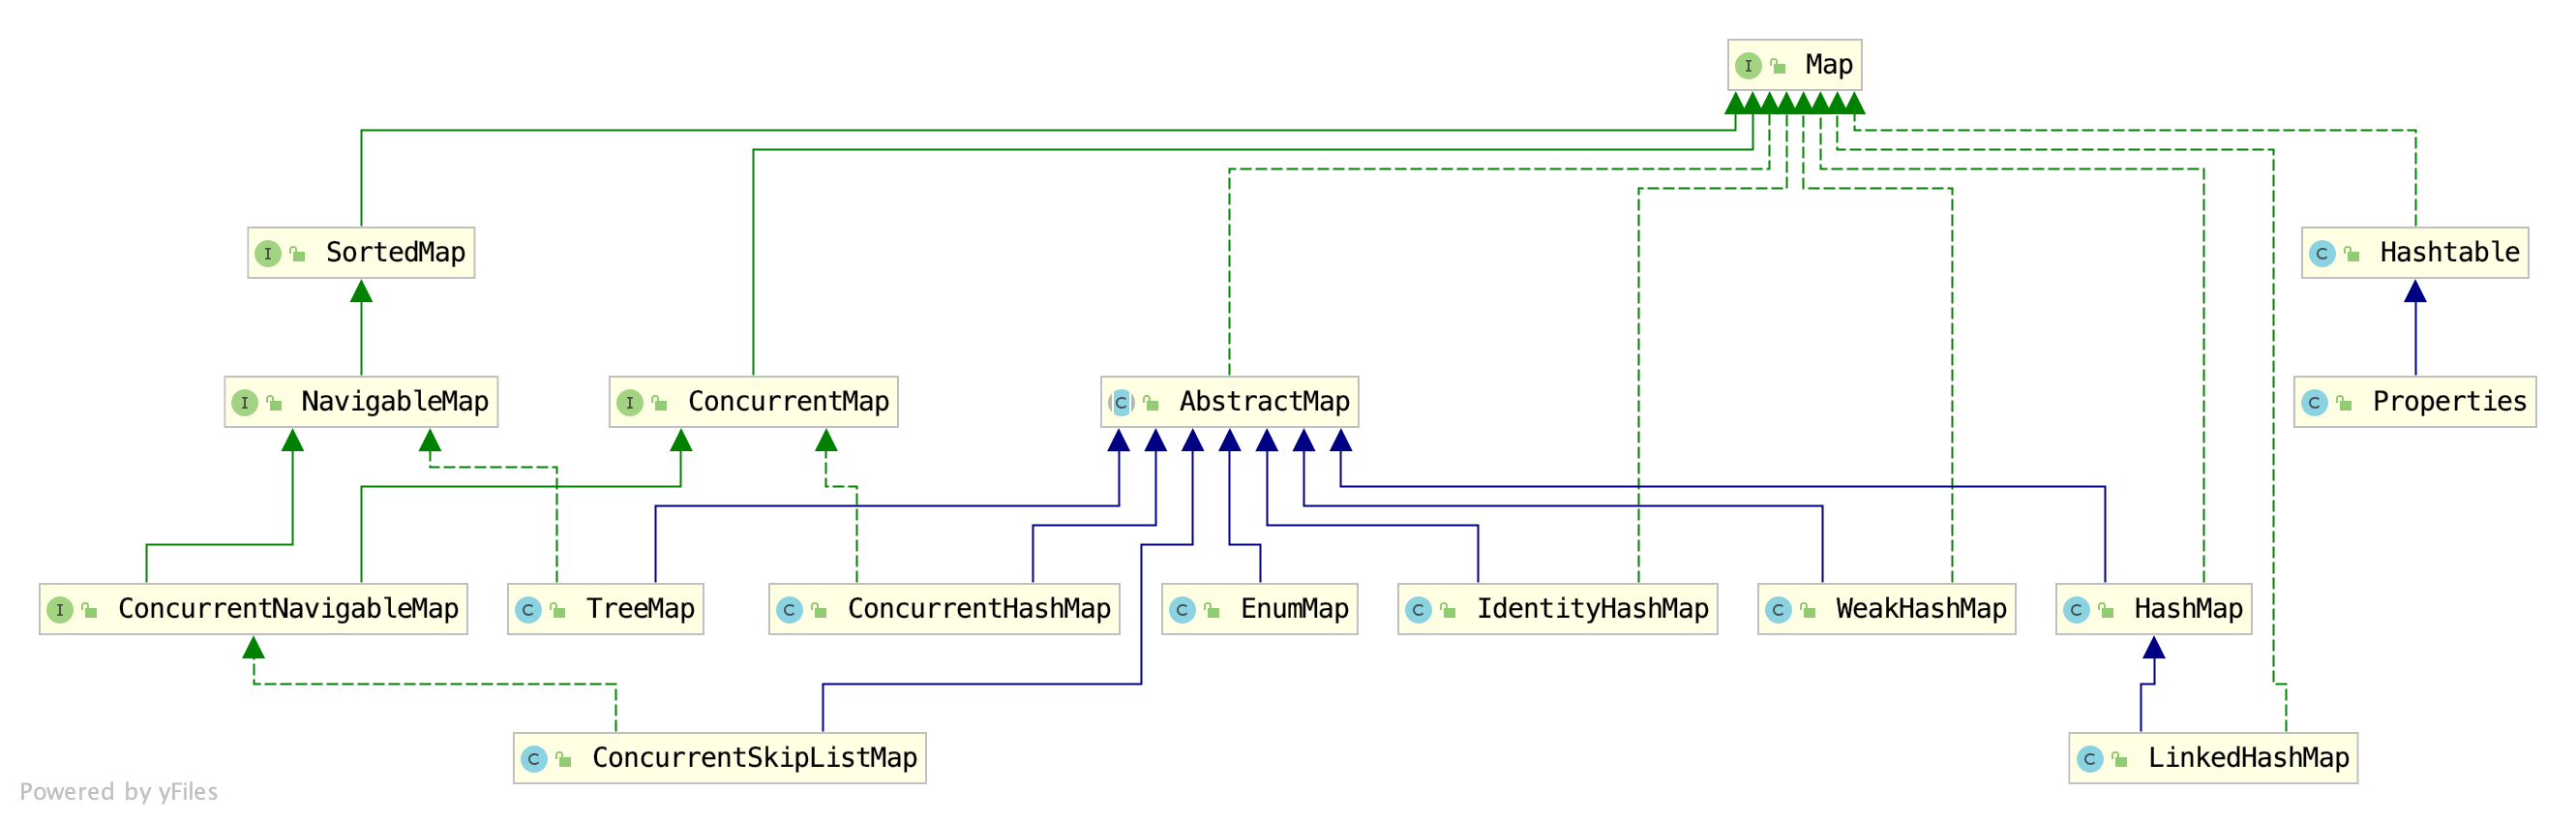 I Map
I SortedMap
C Hashtable
I NavigableMap
I ConcurrentMap
C AbstractMap
C Properties
I ConcurrentNavigableMap
C TreeMap
C ConcurrentHashMap
C EnumMap
C IdentityHashMap
C WeakHashMap
C HashMap
C ConcurrentSkipListMap
C LinkedHashMap
Powered by yFiles